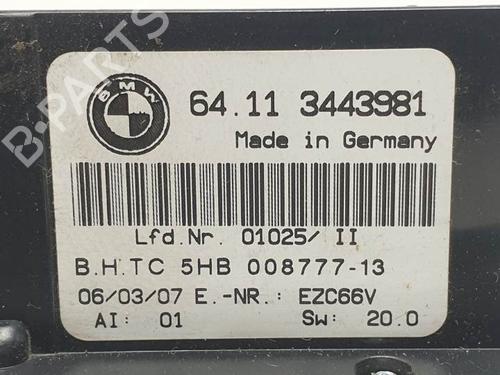 B-PARTS
BMW
64.11 3443981
Made in Germany
Lfd.Nr. 01025/ II
B.H.TC 5HB 008777-13
06/03/07 E.-NR.: EZC66V
AI: 01 Sw: 20.0